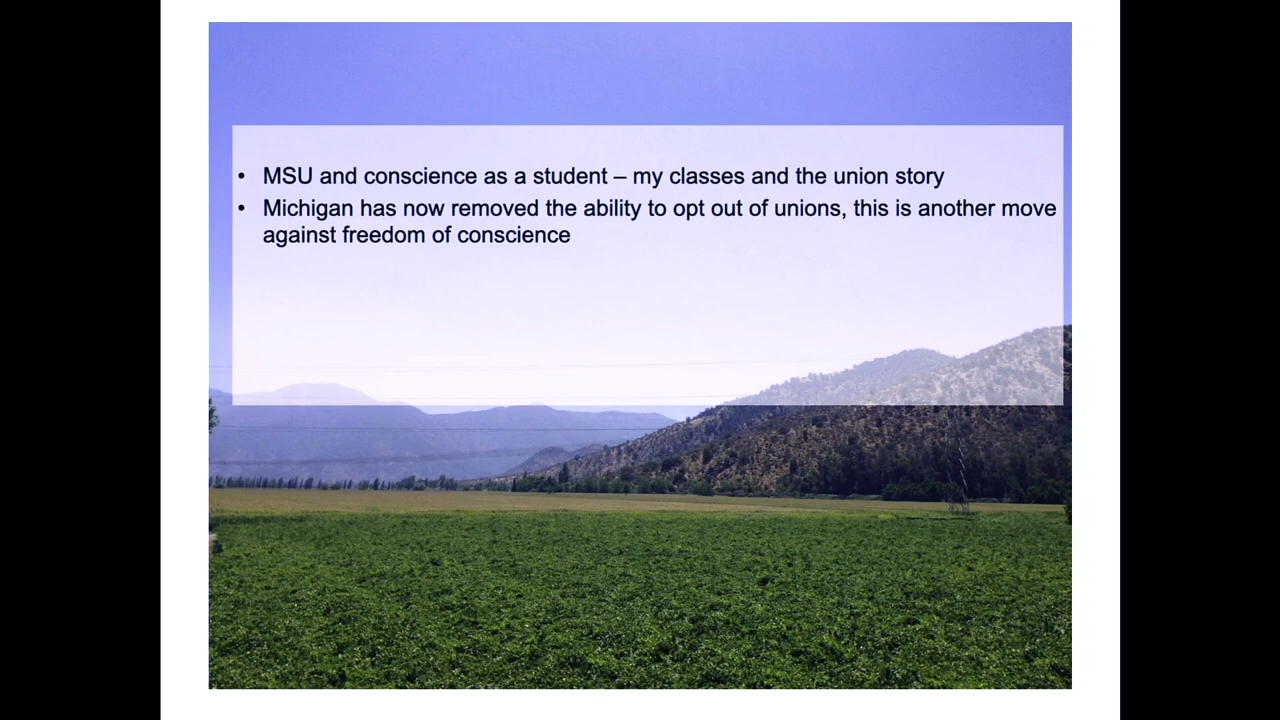 • MSU and conscience as a student – my classes and the union story
• Michigan has now removed the ability to opt out of unions, this is another move
against freedom of conscience